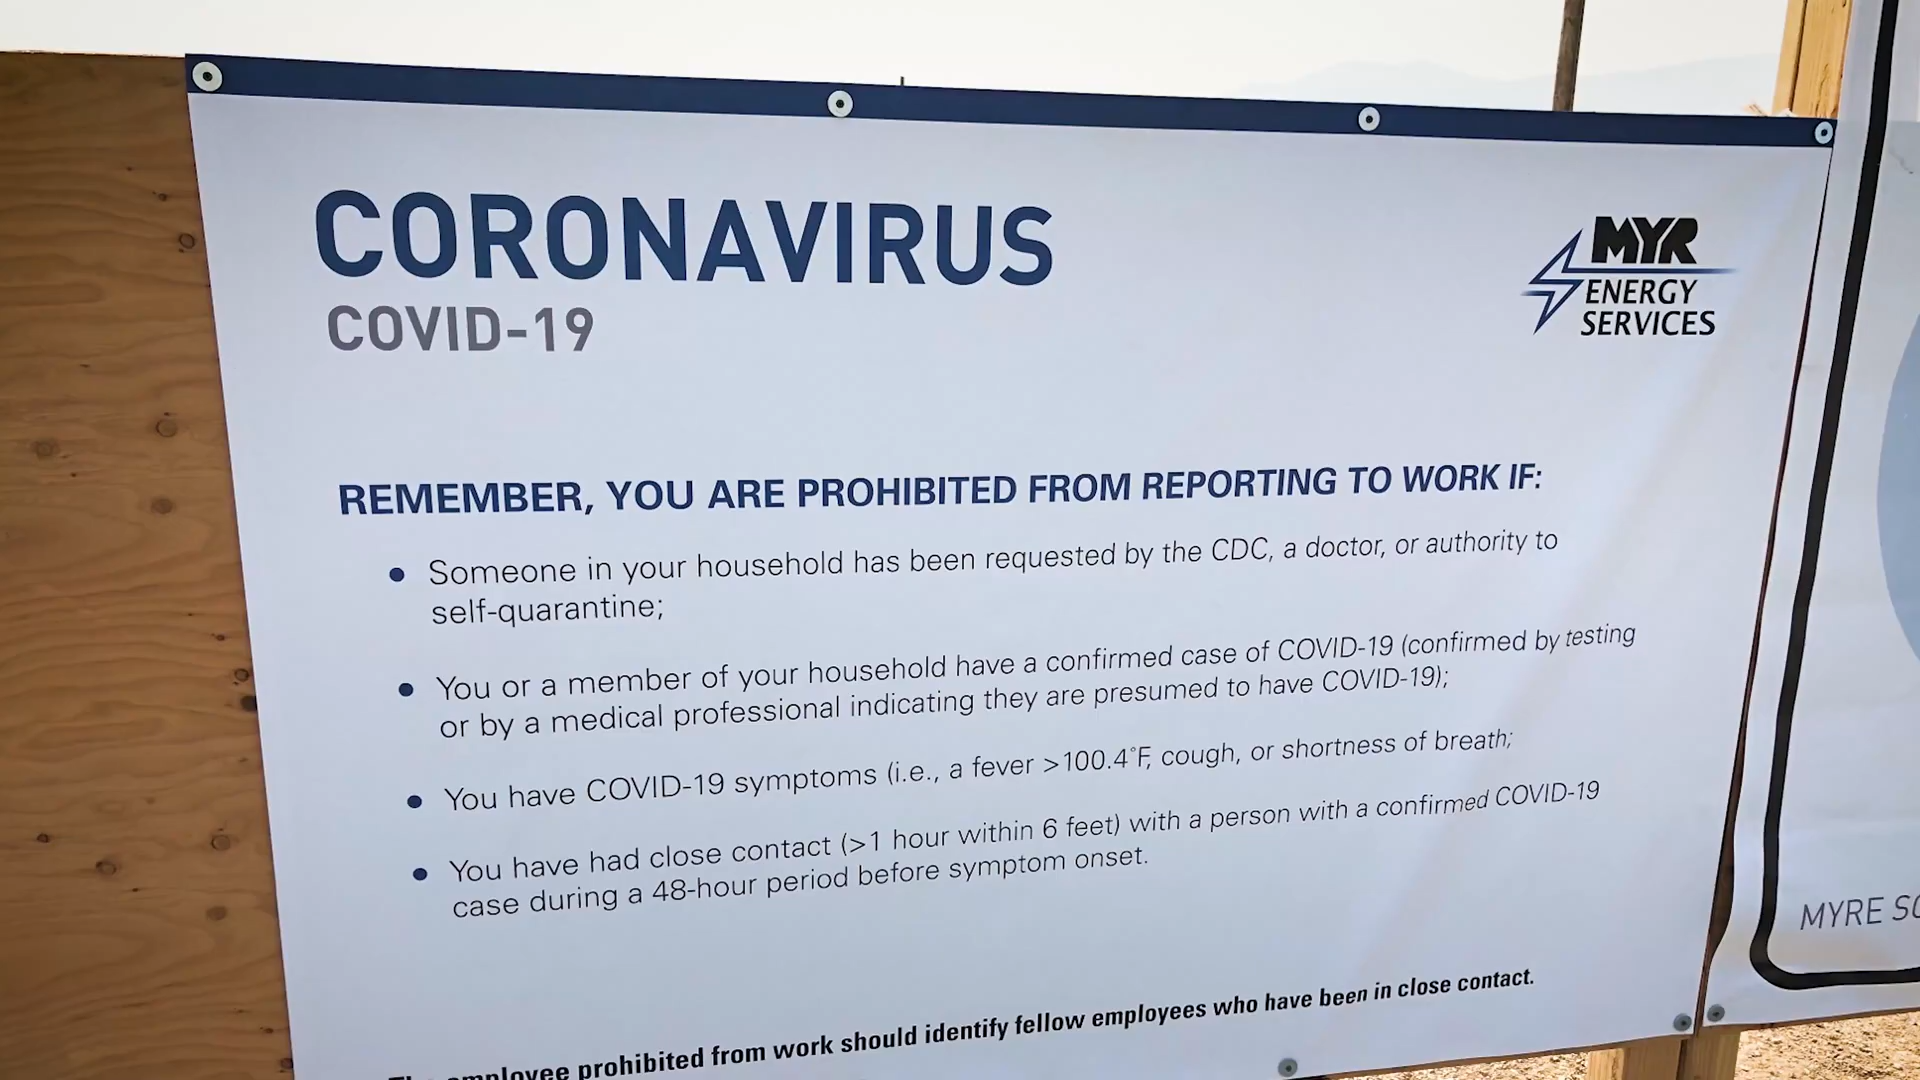 CORONAVIRUS
COVID-19
MYR
ENERGY
SERVICES
REMEMBER, YOU ARE PROHIBITED FROM REPORTING TO WORK IF:
• Someone in your household has been requested by the CDC, a doctor, or authority to
self-quarantine;
• You or a member of your household have a confirmed case of COVID-19 (confirmed by testing
or by a medical professional indicating they are presumed to have COVID-19);
• You have COVID-19 symptoms (i.e., a fever >100.4°F, cough, or shortness of breath;
• You have had close contact (>1 hour within 6 feet) with a person with a confirmed COVID-19
case during a 48-hour period before symptom onset.
employee prohibited from work should identify fellow employees who have been in close contact.
MYRE